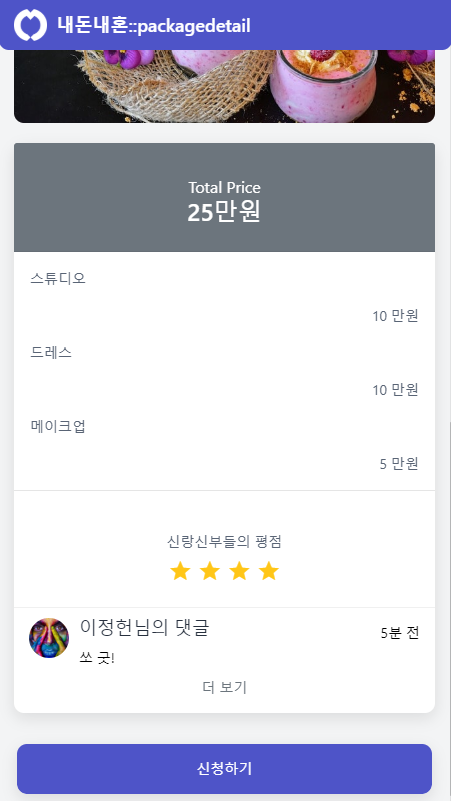 내돈내혼::packagedetail
Total Price
25만원
스튜디오
10 만원
드레스
10 만원
메이크업
5 만원
신랑신부들의 평점
이정헌님의 댓글
5분 전
쏘 굿!
더 보기
신청하기